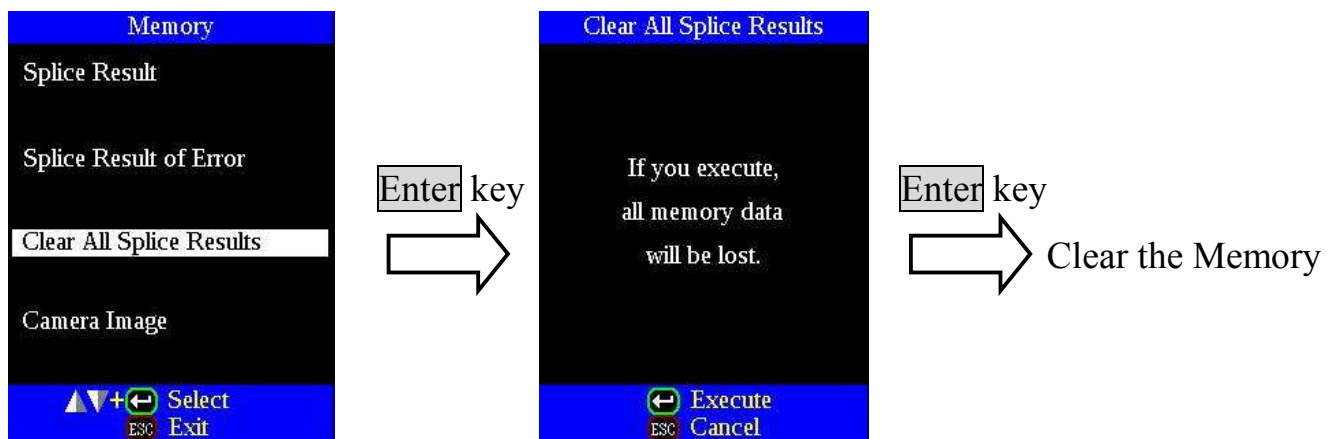 Memory
Splice Result
Splice Result of Error
Clear All Splice Results
Camera Image
+ Select
ESC Exit
Enter key
Clear All Splice Results
If you execute,
all memory data
will be lost.
Execute
ESC Cancel
Enter key
Clear the Memory